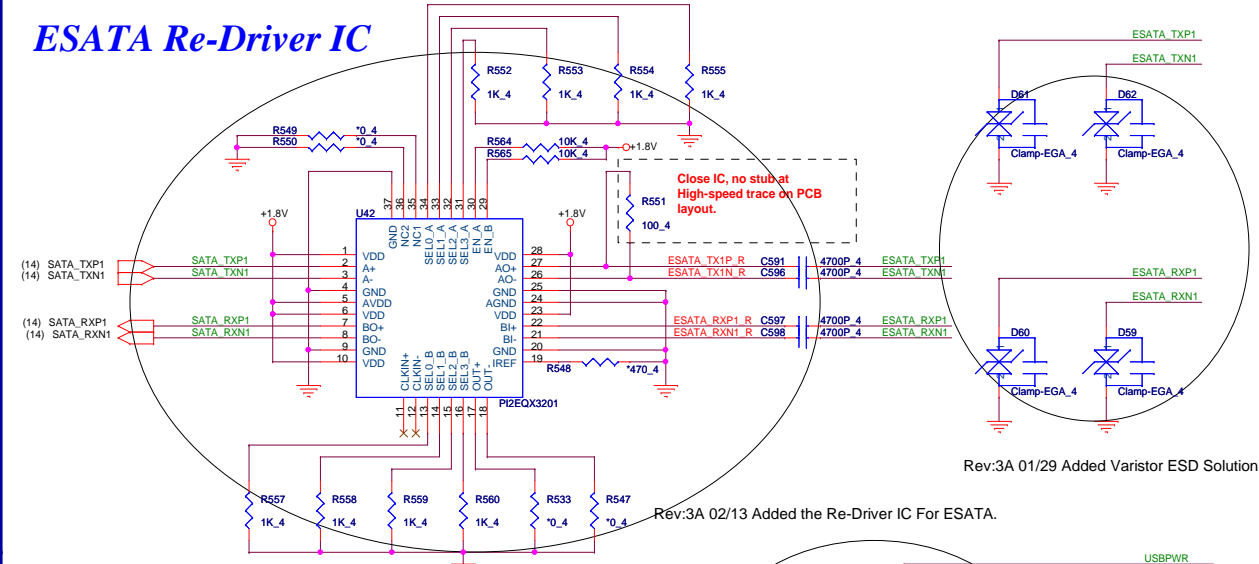 ESATA Re-Driver IC
R552 R553 R554 R555
1K_4 1K_4 1K_4 1K_4
R549 *0_4
R550 *0_4
R564 10K_4
R565 10K_4
+1.8V
Close IC, no stub at
High-speed trace on PCB
layout.
R551
100_4
+1.8V
+1.8V
U42
37 36 35 34 33 32 31 30 29
GND NC2 NC1 SEL0_A SEL1_A SEL2_A SEL3_A EN_A EN_B
1 VDD
2 A+
3 A-
4 GND
5 AVDD
6 VDD
7 BO+
8 BO-
9 GND
10 VDD
VDD 28
AO+ 27
AO- 26
GND 25
AGND 24
VDD 23
BI+ 22
BI- 21
GND 20
IREF 19
CLKIN+ CLKIN- SEL0_B SEL1_B SEL2_B SEL3_B OUT+ OUT-
11 12 13 14 15 16 17 18
PI2EQX3201
(14) SATA_TXP1 SATA_TXP1
(14) SATA_TXN1 SATA_TXN1
(14) SATA_RXP1 SATA_RXP1
(14) SATA_RXN1 SATA_RXN1
ESATA_TX1P_R C591 4700P_4 ESATA_TXP1
ESATA_TX1N_R C596 4700P_4 ESATA_TXN1
ESATA_RXP1_R C597 4700P_4 ESATA_RXP1
ESATA_RXN1_R C598 4700P_4 ESATA_RXN1
R548 *470_4
R557 R558 R559 R560 R533 R547
1K_4 1K_4 1K_4 1K_4 *0_4 *0_4
Rev:3A 02/13 Added the Re-Driver IC For ESATA.
ESATA_TXP1
ESATA_TXN1
D61 D62
1 1
2 2
Clamp-EGA_4 Clamp-EGA_4
ESATA_RXP1
ESATA_RXN1
D60 D59
1 1
2 2
Clamp-EGA_4 Clamp-EGA_4
Rev:3A 01/29 Added Varistor ESD Solution
USBPWR